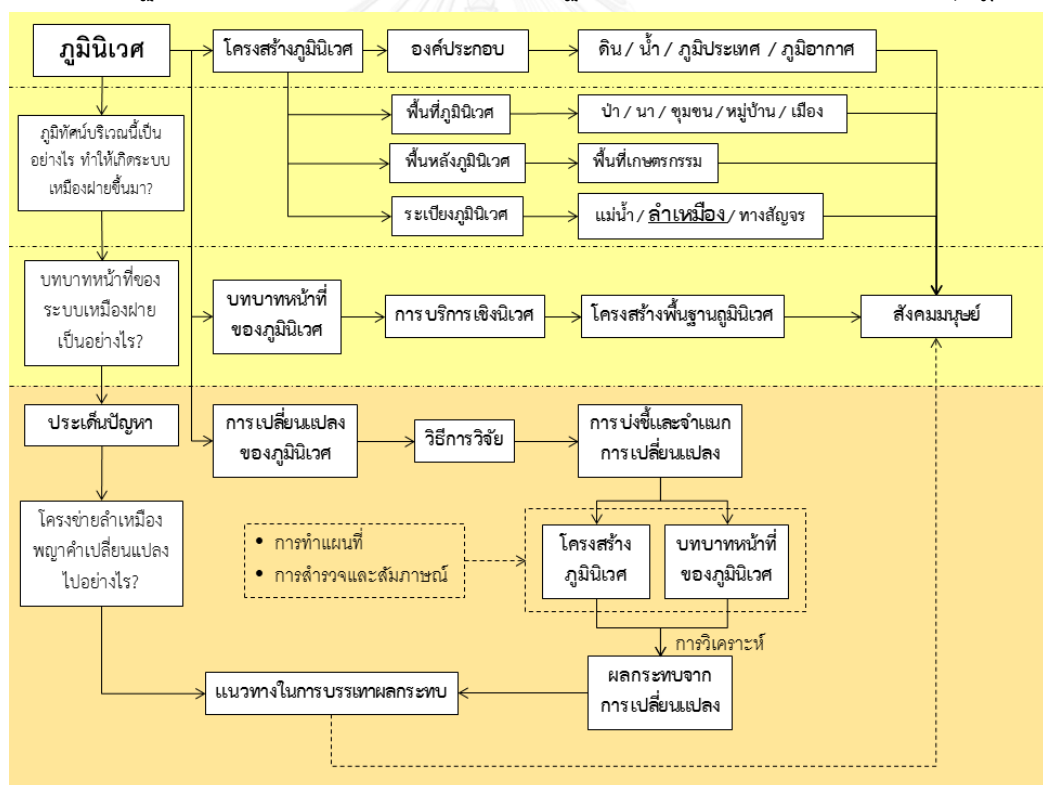 ภูมินิเวศ
โครงสร้างภูมินิเวศ
องค์ประกอบ
ดิน / น้ำ / ภูมิประเทศ / ภูมิอากาศ
ภูมิทัศน์บริเวณนี้เป็น
อย่างไร ทำให้เกิดระบบ
เหมืองฝายขึ้นมา?
พื้นที่ภูมินิเวศ
ป่า / นา / ชุมชน / หมู่บ้าน / เมือง
พื้นหลังภูมินิเวศ
พื้นที่เกษตรกรรม
ระเบียงภูมินิเวศ
แม่น้ำ / ลำเหมือง / ทางสัญจร
บทบาทหน้าที่ของ
ระบบเหมืองฝาย
เป็นอย่างไร?
บทบาทหน้าที่
ของภูมินิเวศ
การบริการเชิงนิเวศ
โครงสร้างพื้นฐานภูมินิเวศ
สังคมมนุษย์
ประเด็นปัญหา
การเปลี่ยนแปลง
ของภูมินิเวศ
วิธีการวิจัย
การบ่งชี้และจำแนก
การเปลี่ยนแปลง
โครงข่ายลำเหมือง
พญาคำเปลี่ยนแปลง
ไปอย่างไร?
• การทำแผนที่
• การสำรวจและสัมภาษณ์
โครงสร้าง
ภูมินิเวศ
บทบาทหน้าที่
ของภูมินิเวศ
การวิเคราะห์
ผลกระทบจาก
การเปลี่ยนแปลง
แนวทางในการบรรเทาผลกระทบ